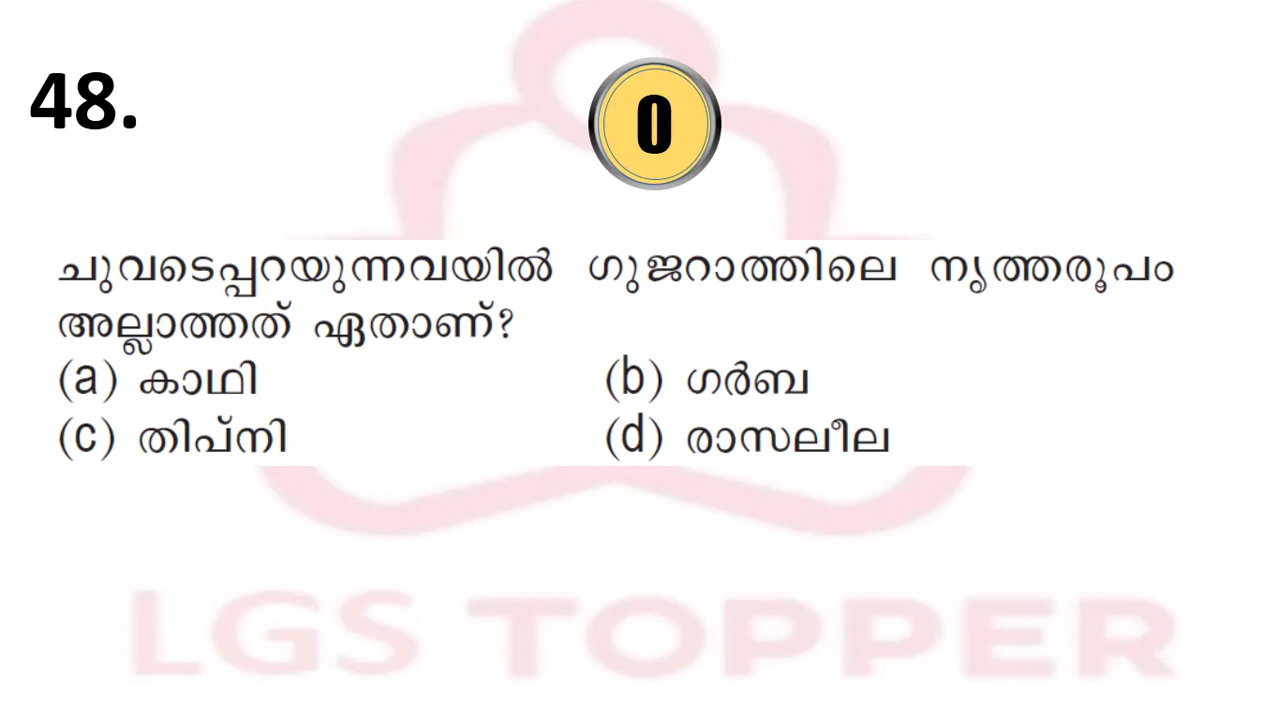 48.
0
ചുവടെപ്പറയുന്നവയിൽ ഗുജറാത്തിലെ നൃത്തരൂപം
അല്ലാത്തത് ഏതാണ്?
(a) കാഥി (b) ഗർബ
(c) തിപ്നി (d) രാസലീല
LGS TOPPER